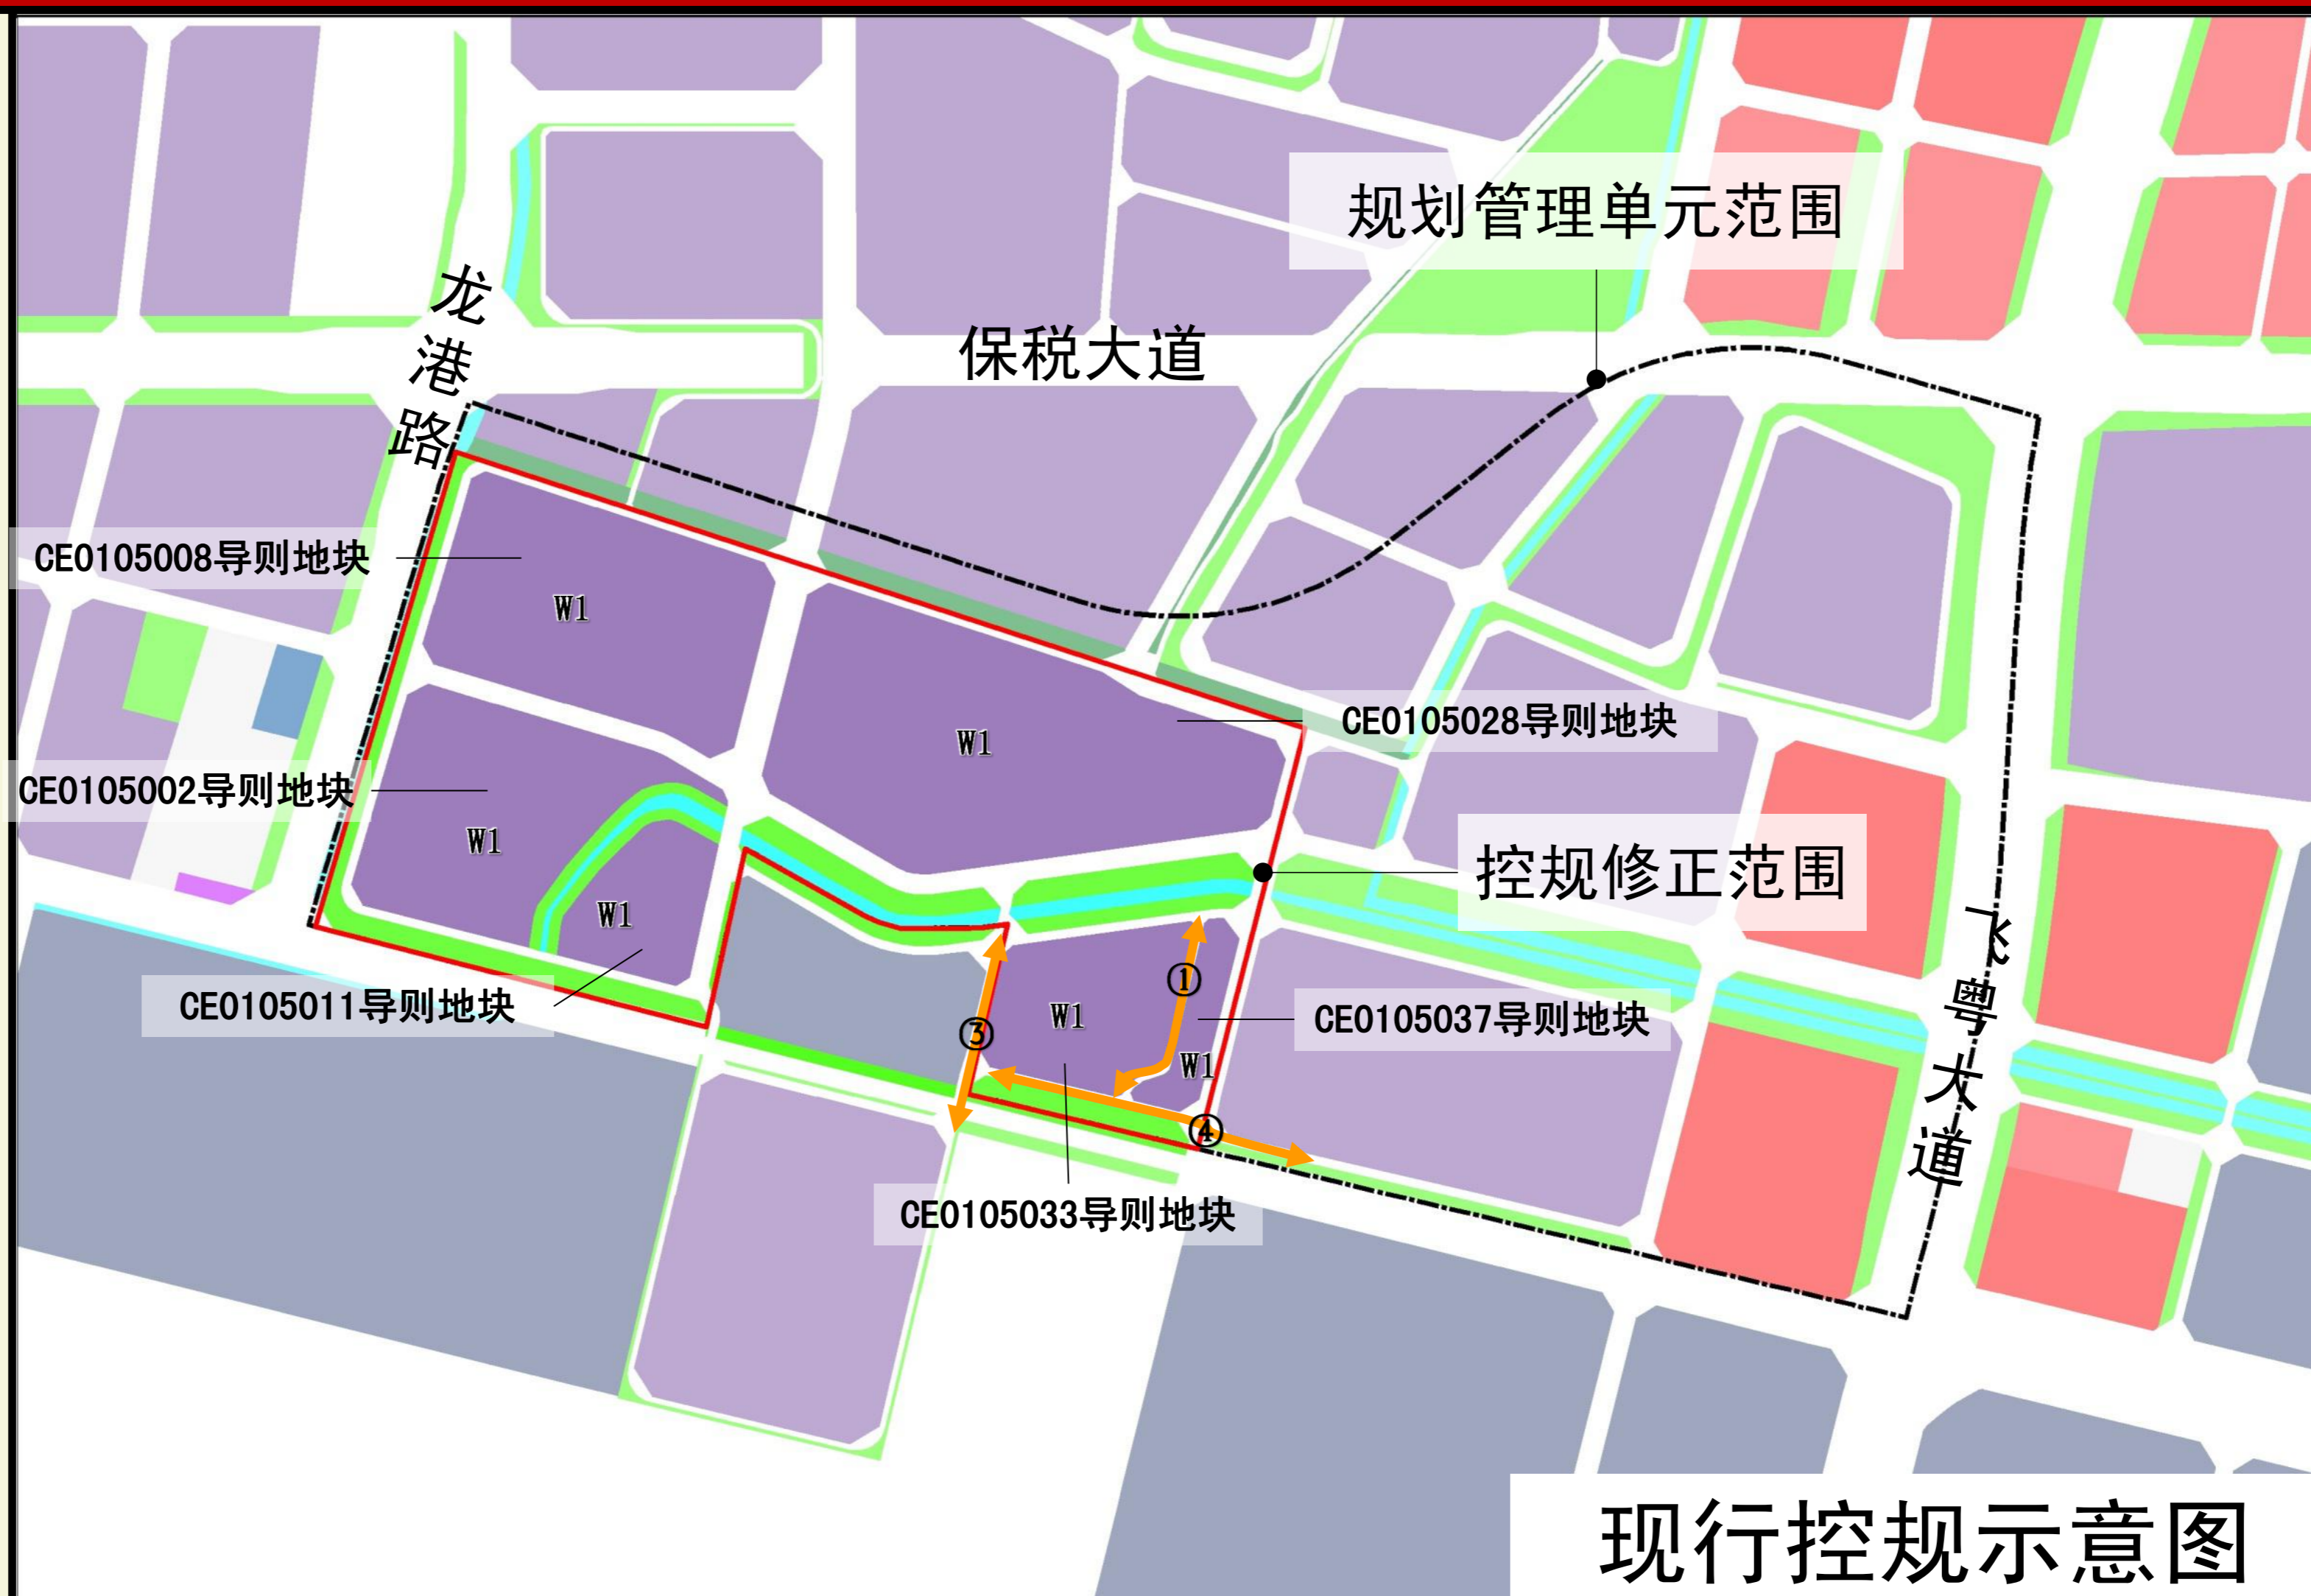 规划管理单元范围
龙港路
保税大道
CE0105008导则地块
W1
CE0105028导则地块
W1
CE0105002导则地块
W1
控规修正范围
W1
飞粤大道
①
CE0105011导则地块
W1
③
CE0105037导则地块
W1
④
CE0105033导则地块
现行控规示意图